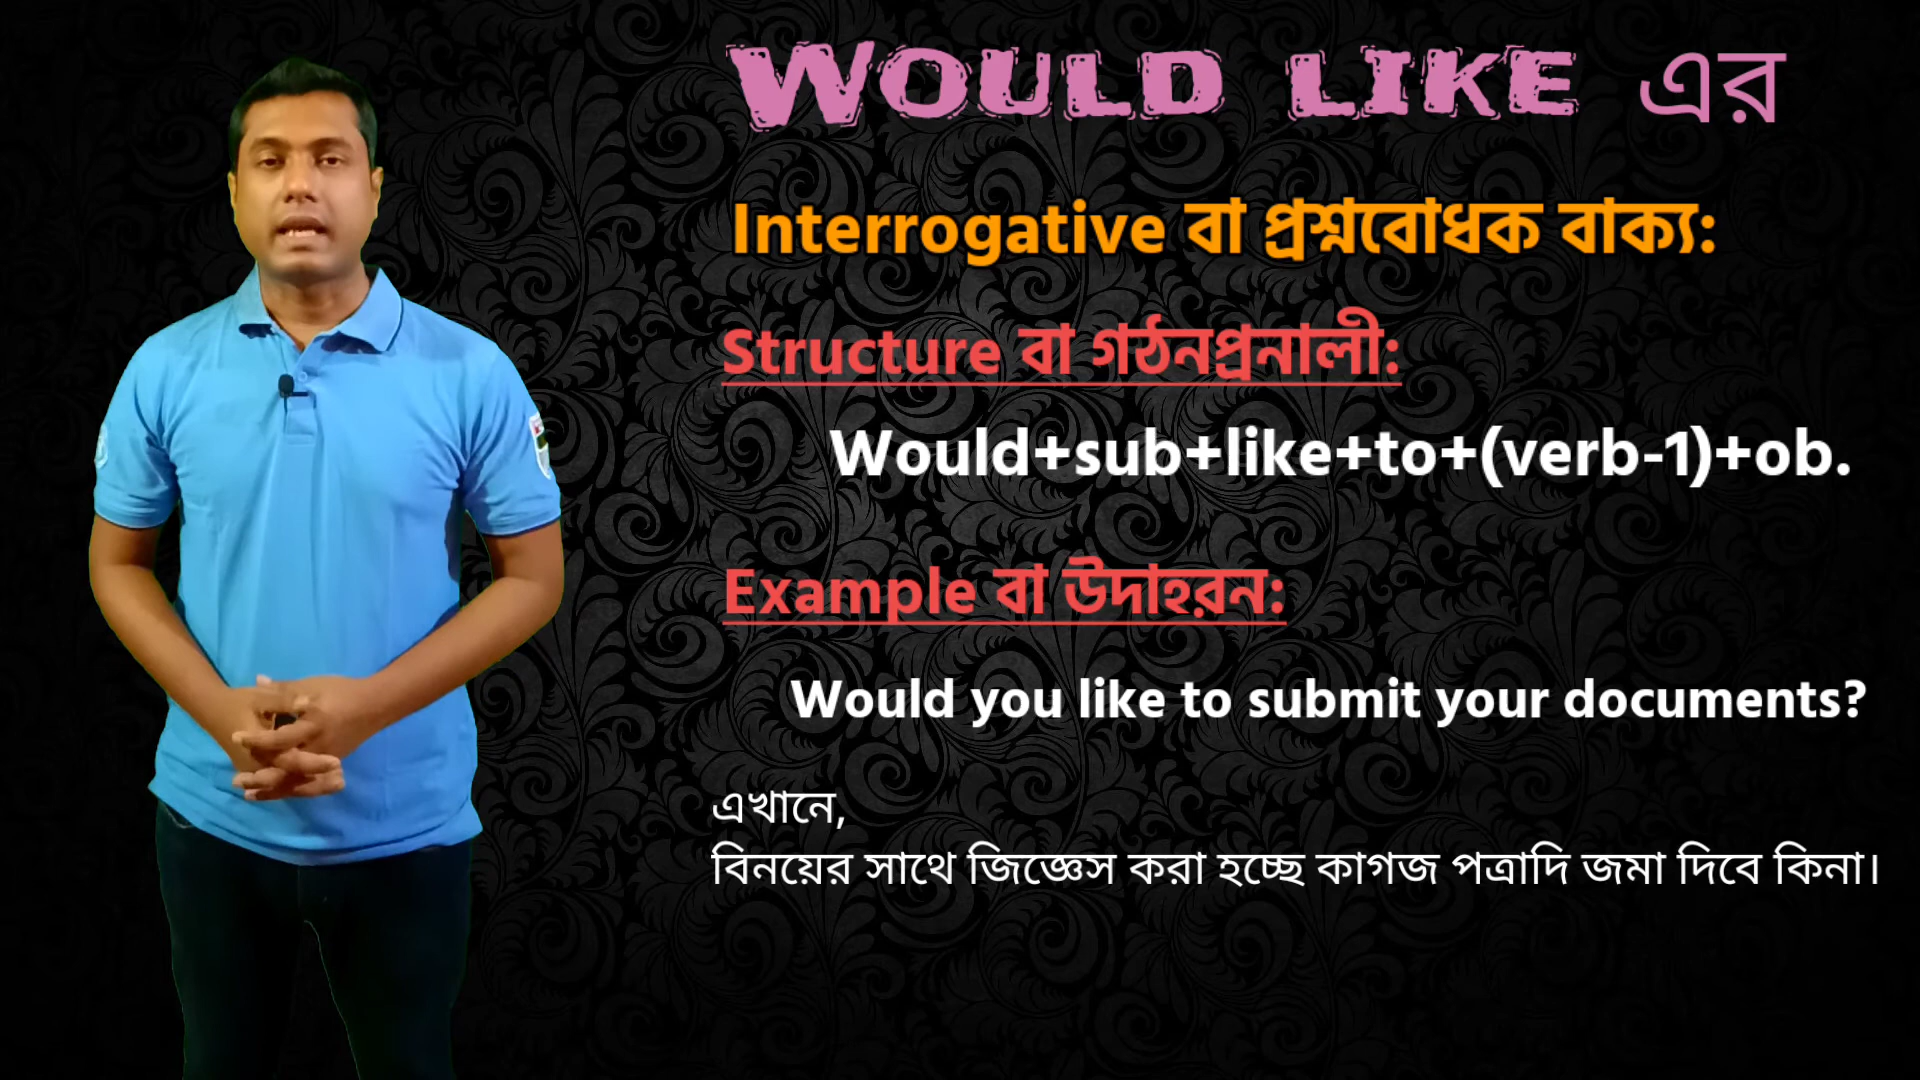 WOULD LIKE এর
Interrogative বা প্রশ্নবোধক বাক্য:
Structure বা গঠনপ্রনালী:
Would+sub+like+to+(verb-1)+ob.
Example বা উদাহরন:
Would you like to submit your documents?
এখানে,
বিনয়ের সাথে জিজ্ঞেস করা হচ্ছে কাগজ পত্রাদি জমা দিবে কিনা।